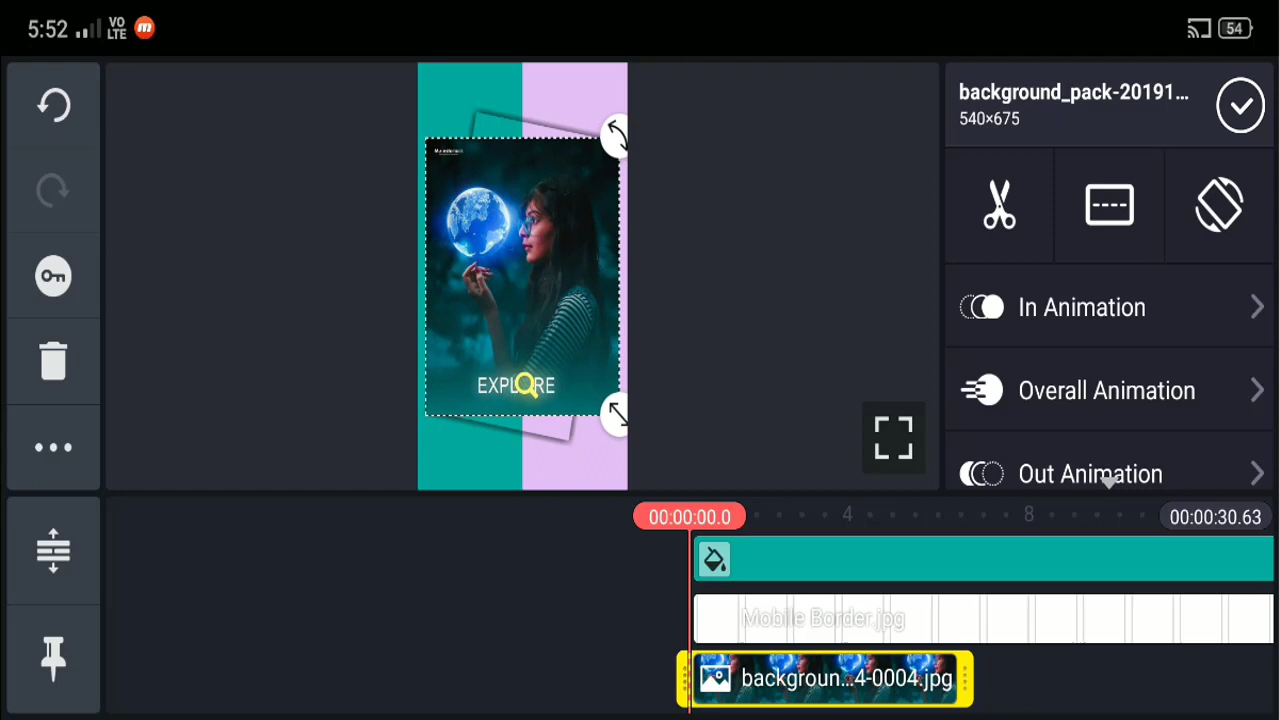 5:52 VO LTE m 54
background_pack-20191...
540×675
In Animation
Overall Animation
Out Animation
EXPLORE
00:00:00.0 4 8 00:00:30.63
Mobile Border.jpg
backgroun...4-0004.jpg